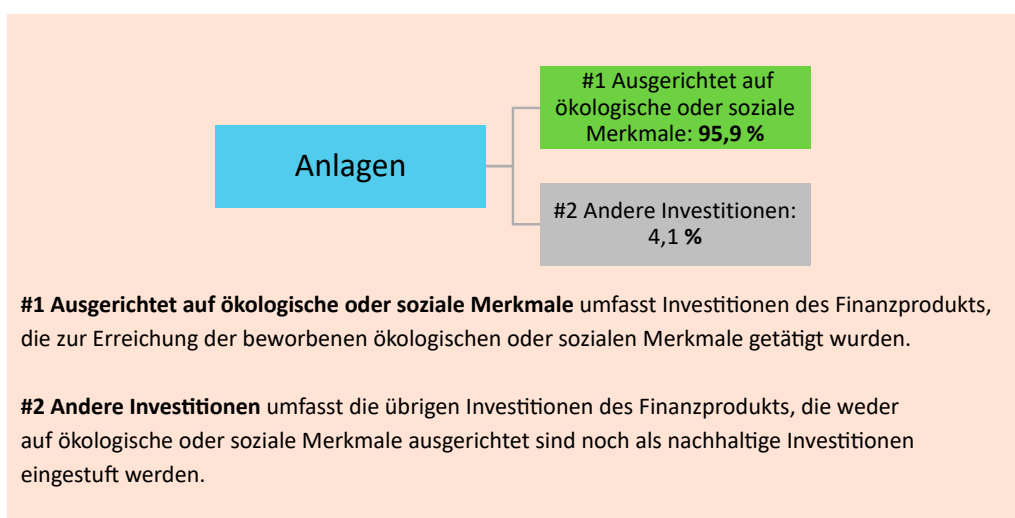 #1 Ausgerichtet auf
ökologische oder soziale
Merkmale: 95,9 %
Anlagen
#2 Andere Investitionen:
4,1 %
#1 Ausgerichtet auf ökologische oder soziale Merkmale umfasst Investitionen des Finanzprodukts,
die zur Erreichung der beworbenen ökologischen oder sozialen Merkmale getätigt wurden.
#2 Andere Investitionen umfasst die übrigen Investitionen des Finanzprodukts, die weder
auf ökologische oder soziale Merkmale ausgerichtet sind noch als nachhaltige Investitionen
eingestuft werden.